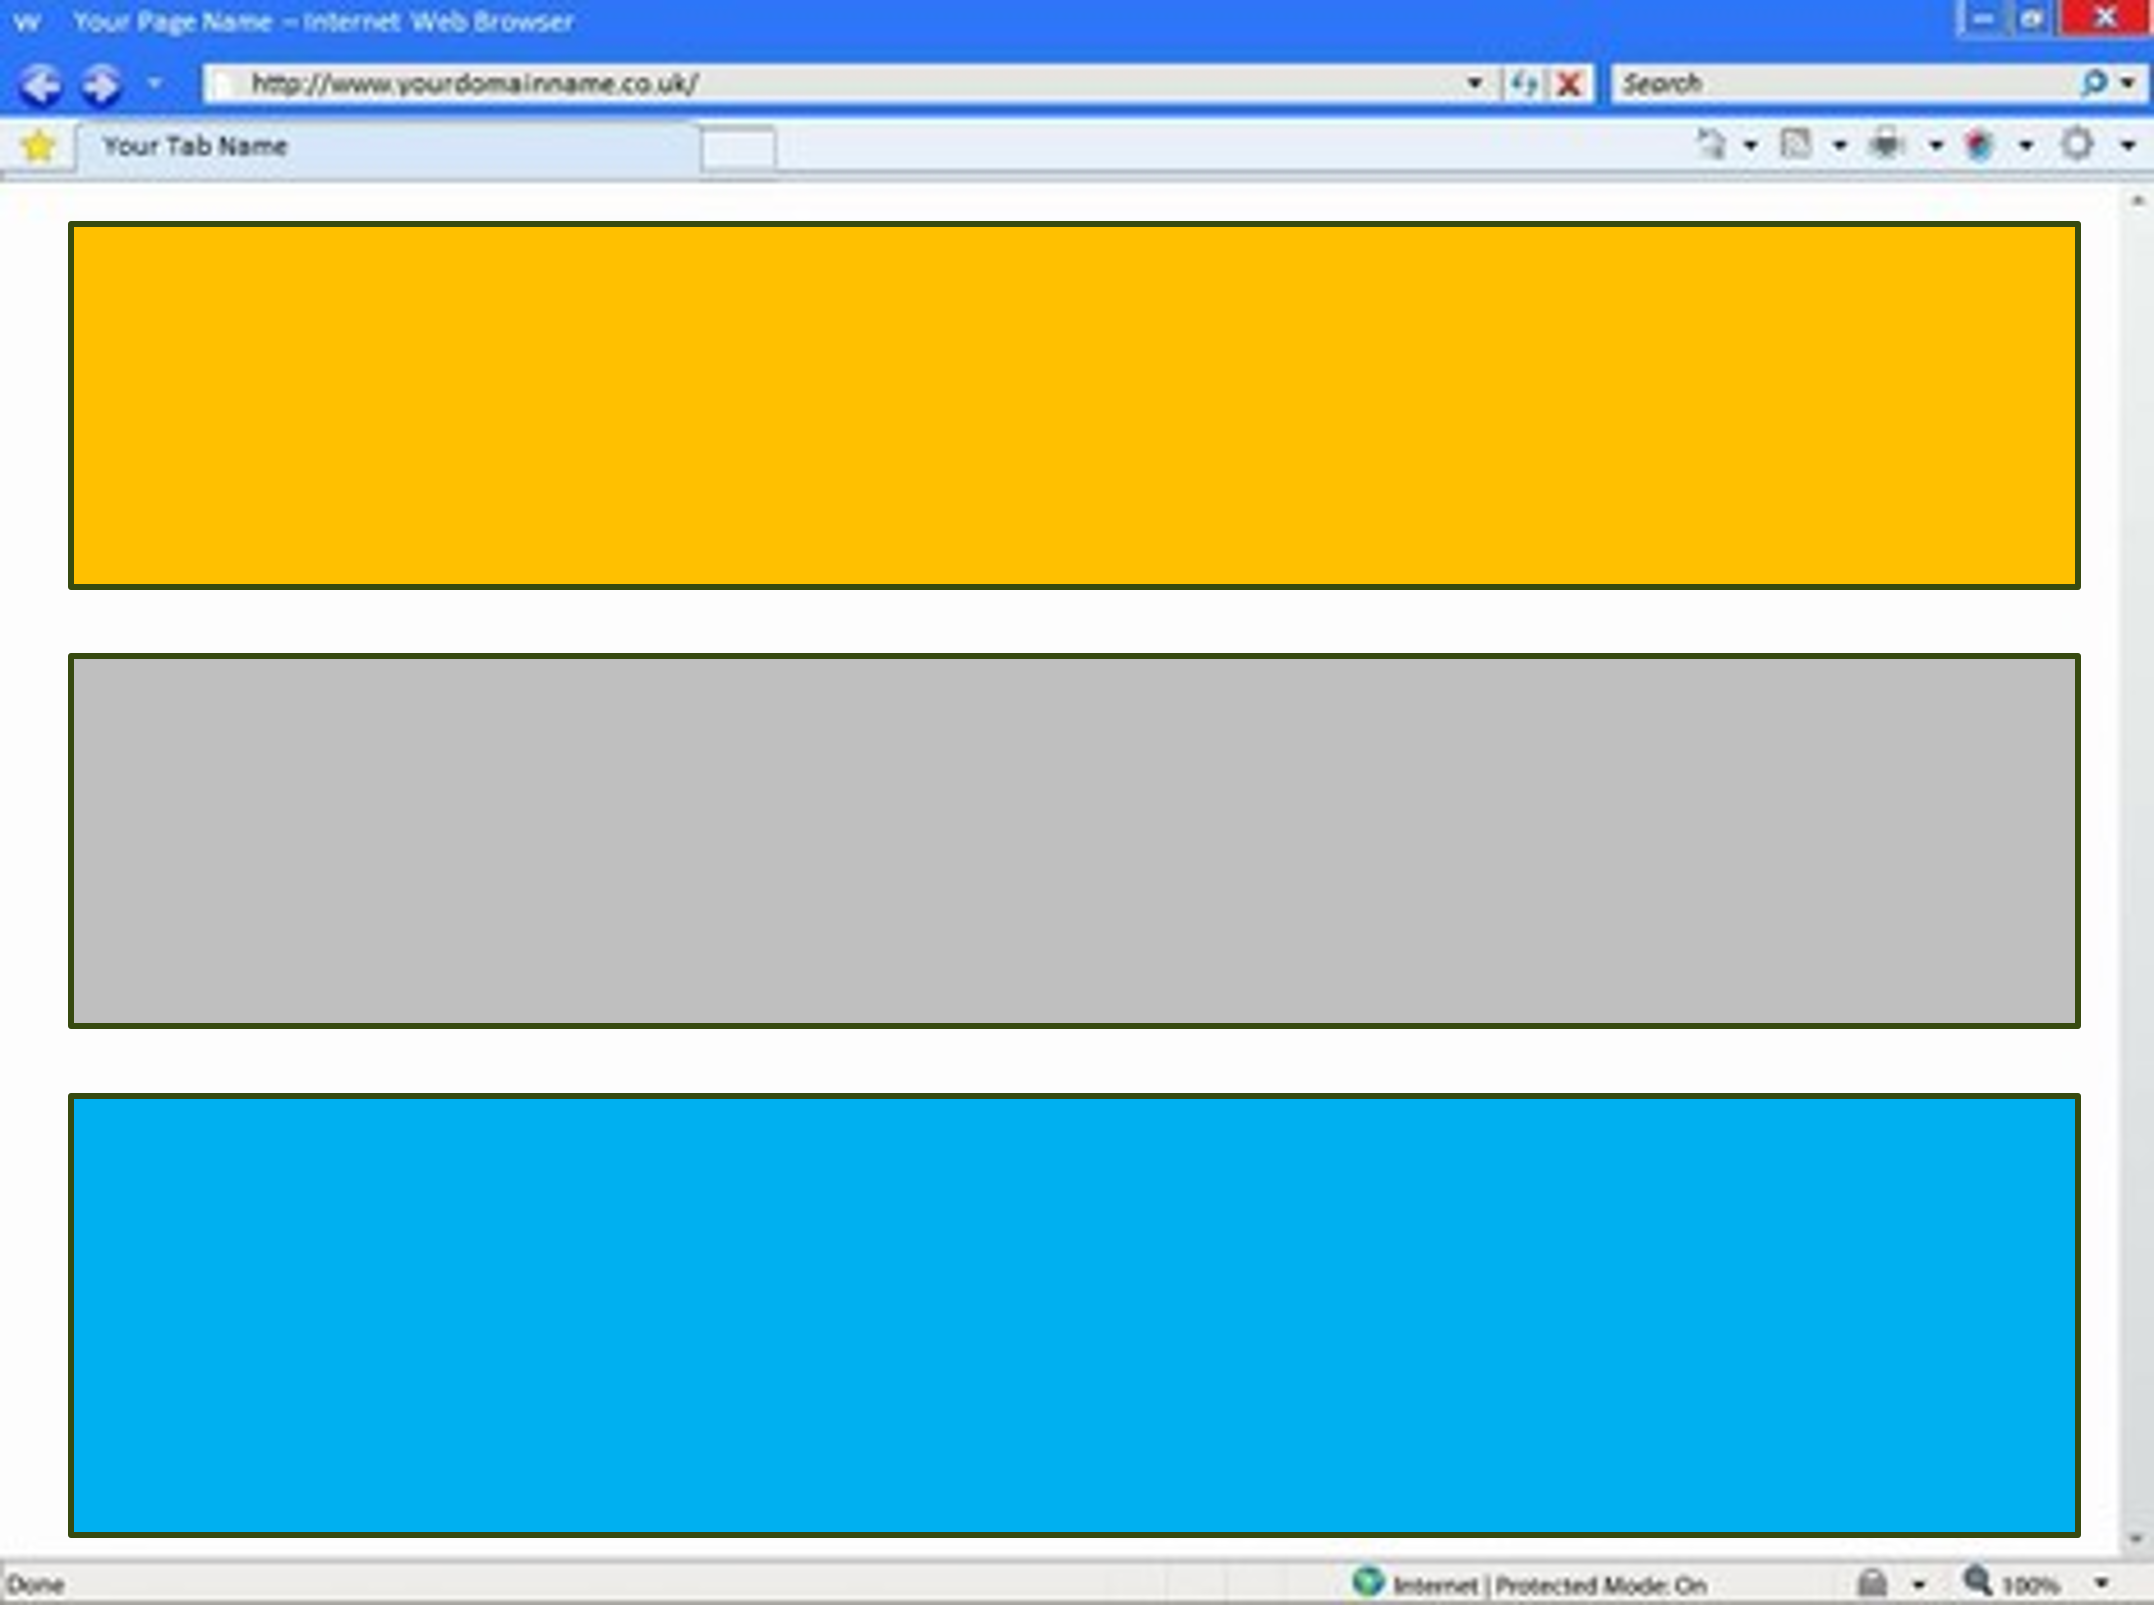 W Your Page Name – Internet Web Browser
http://www.yourdomainname.co.uk/ Search
Your Tab Name
Done Internet | Protected Mode: On 100%